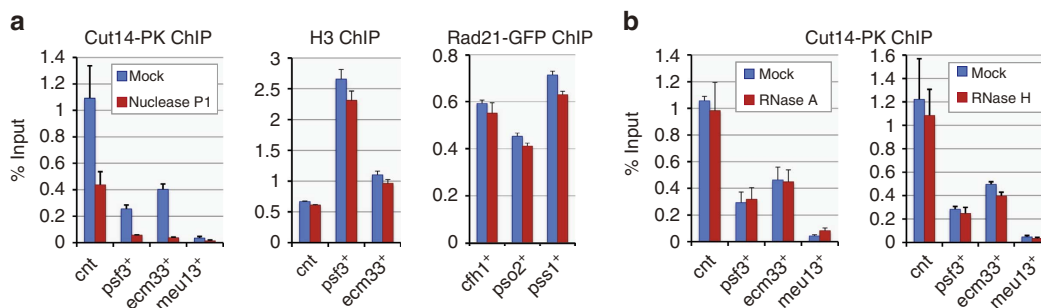 a
Cut14-PK ChIP
H3 ChIP
Rad21-GFP ChIP
% Input
1.4
1.2
1
0.8
0.6
0.4
0.2
0
Mock
Nuclease P1
cnt
psf3+
ecm33+
meu13+
3
2.5
2
1.5
1
0.5
0
cnt
psf3+
ecm33+
0.8
0.6
0.4
0.2
0
cfh1+
pso2+
pss1+
b
Cut14-PK ChIP
% Input
1.4
1.2
1
0.8
0.6
0.4
0.2
0
Mock
RNase A
cnt
psf3+
ecm33+
meu13+
1.6
1.4
1.2
1.0
0.8
0.6
0.4
0.2
0
Mock
RNase H
cnt
psf3+
ecm33+
meu13+